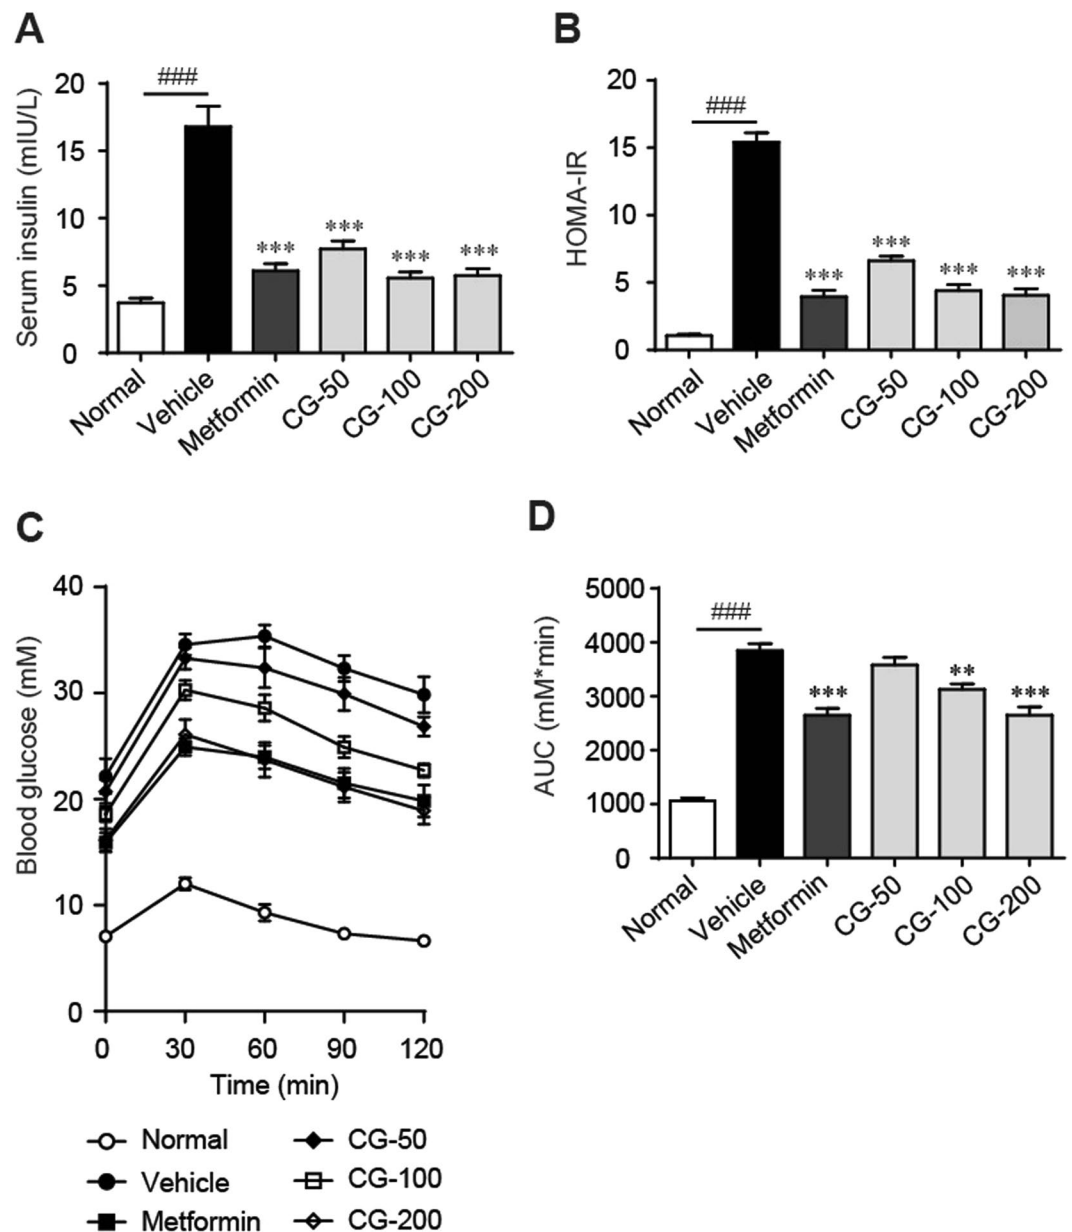 A
Serum insulin (mIU/L)
20
15
10
5
0
###
***
***
***
***
Normal
Vehicle
Metformin
CG-50
CG-100
CG-200
B
HOMA-IR
20
15
10
5
0
###
***
***
***
***
Normal
Vehicle
Metformin
CG-50
CG-100
CG-200
C
Blood glucose (mM)
40
30
20
10
0
0 30 60 90 120
Time (min)
Normal
Vehicle
Metformin
CG-50
CG-100
CG-200
D
AUC (mM*min)
5000
4000
3000
2000
1000
0
###
***
**
***
Normal
Vehicle
Metformin
CG-50
CG-100
CG-200